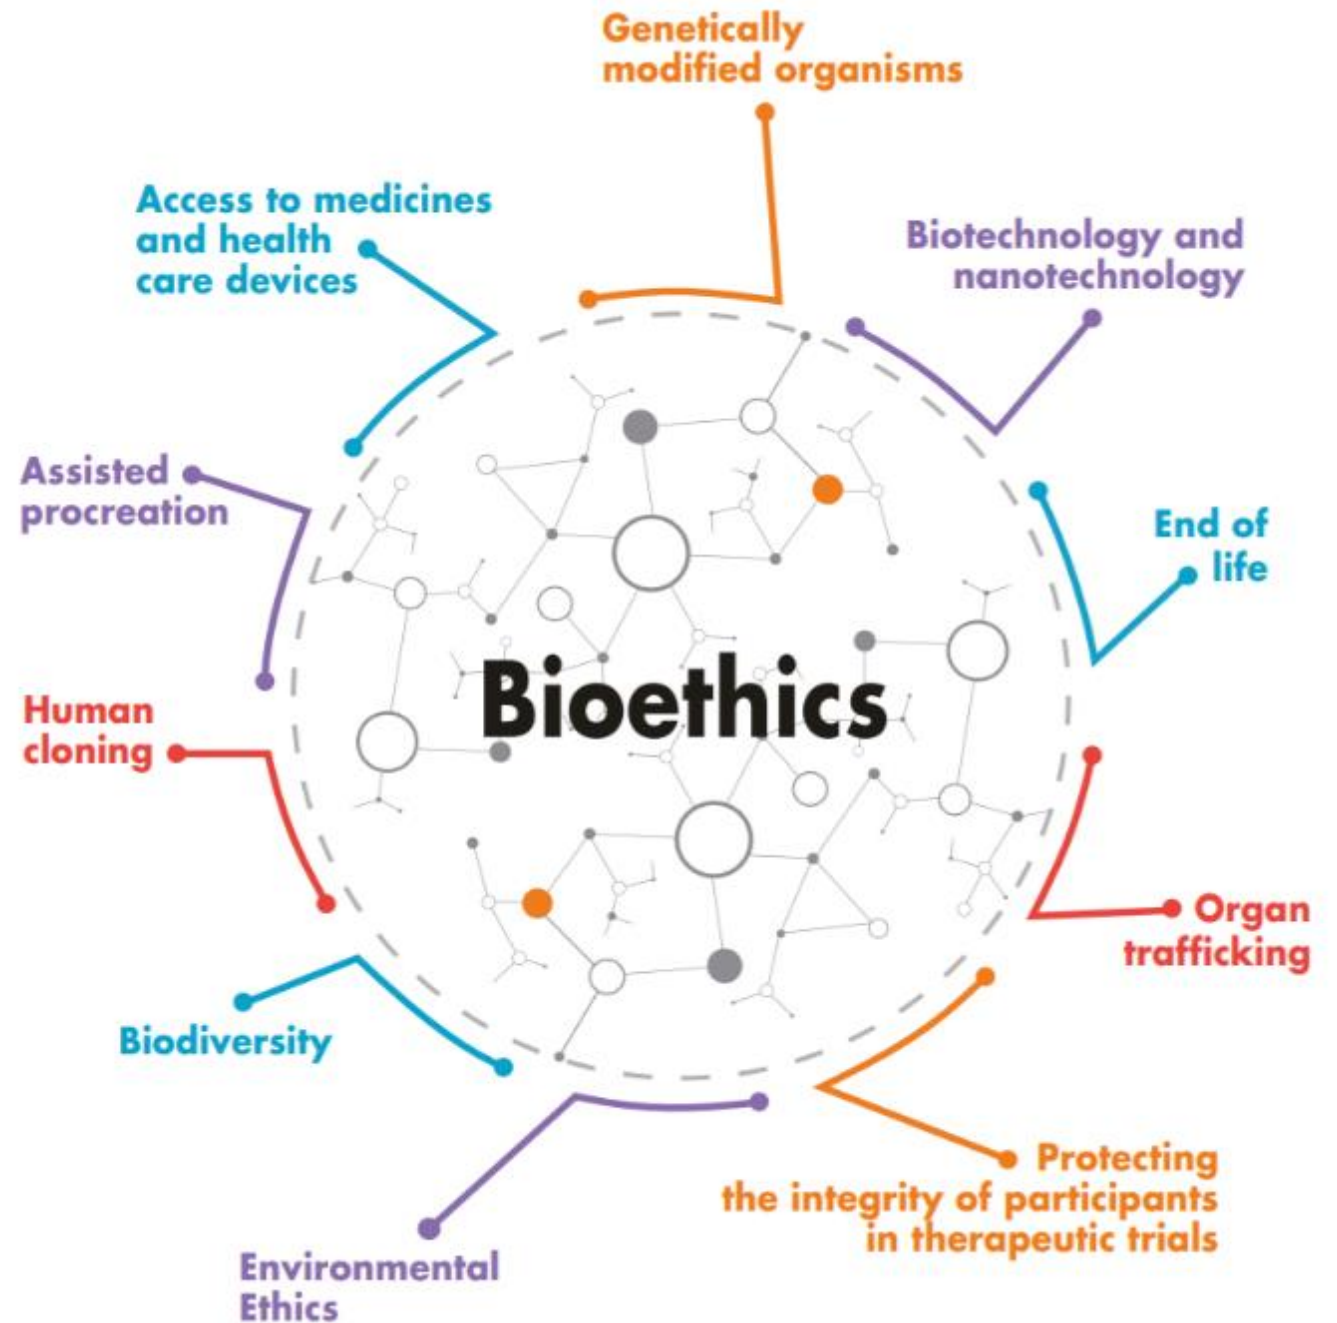 Genetically
modified organisms
Access to medicines
and health
care devices
Biotechnology and
nanotechnology
Assisted
procreation
End of
life
Bioethics
Human
cloning
Organ
trafficking
Biodiversity
Protecting
the integrity of participants
in therapeutic trials
Environmental
Ethics